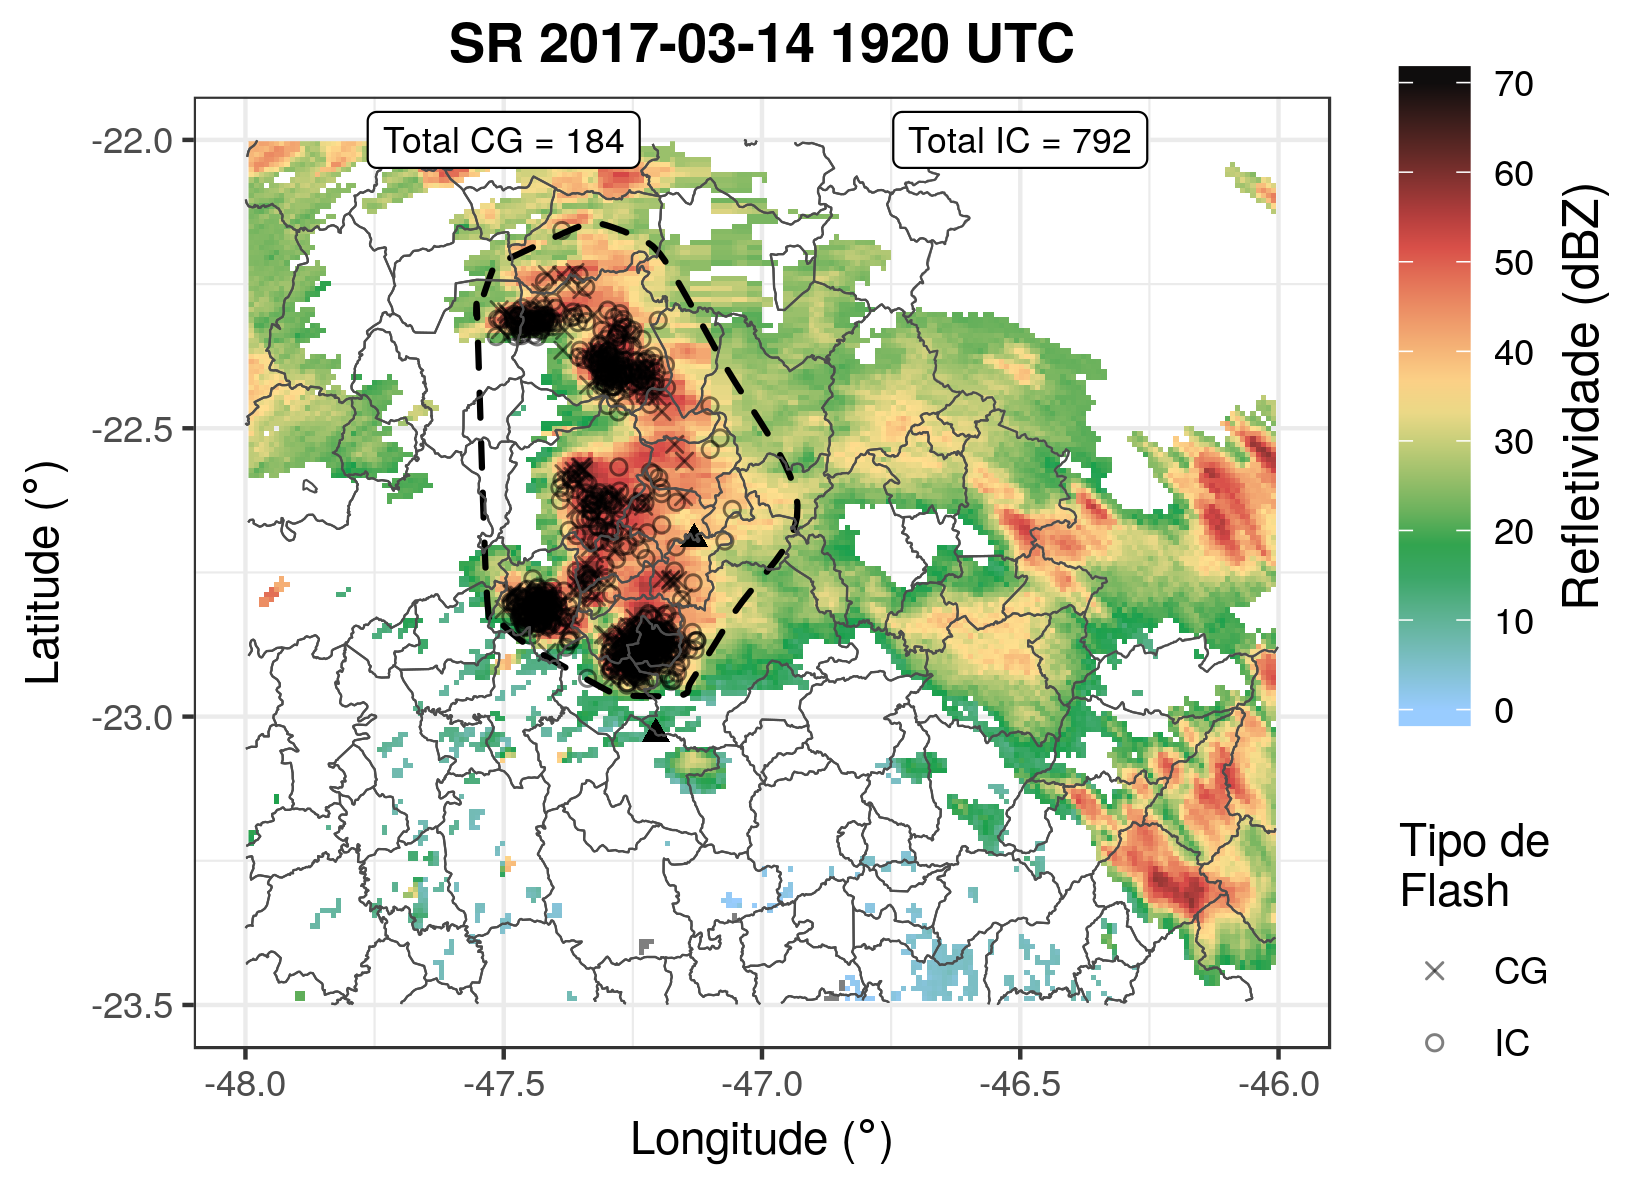 SR 2017-03-14 1920 UTC
Total CG = 184
Total IC = 792
Latitude (°)
-22.0
-22.5
-23.0
-23.5
-48.0
-47.5
-47.0
-46.5
-46.0
Longitude (°)
70
60
50
40
30
20
10
0
Refletividade (dBZ)
Tipo de
Flash
CG
IC